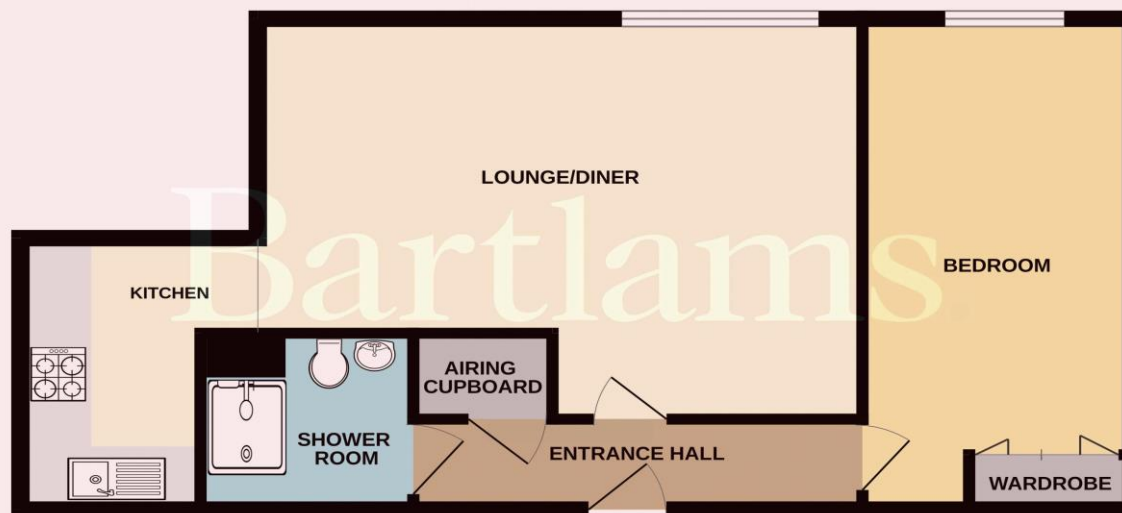 LOUNGE/DINER
Bartlams.
BEDROOM
KITCHEN
AIRING
CUPBOARD
SHOWER
ROOM
ENTRANCE HALL
WARDROBE